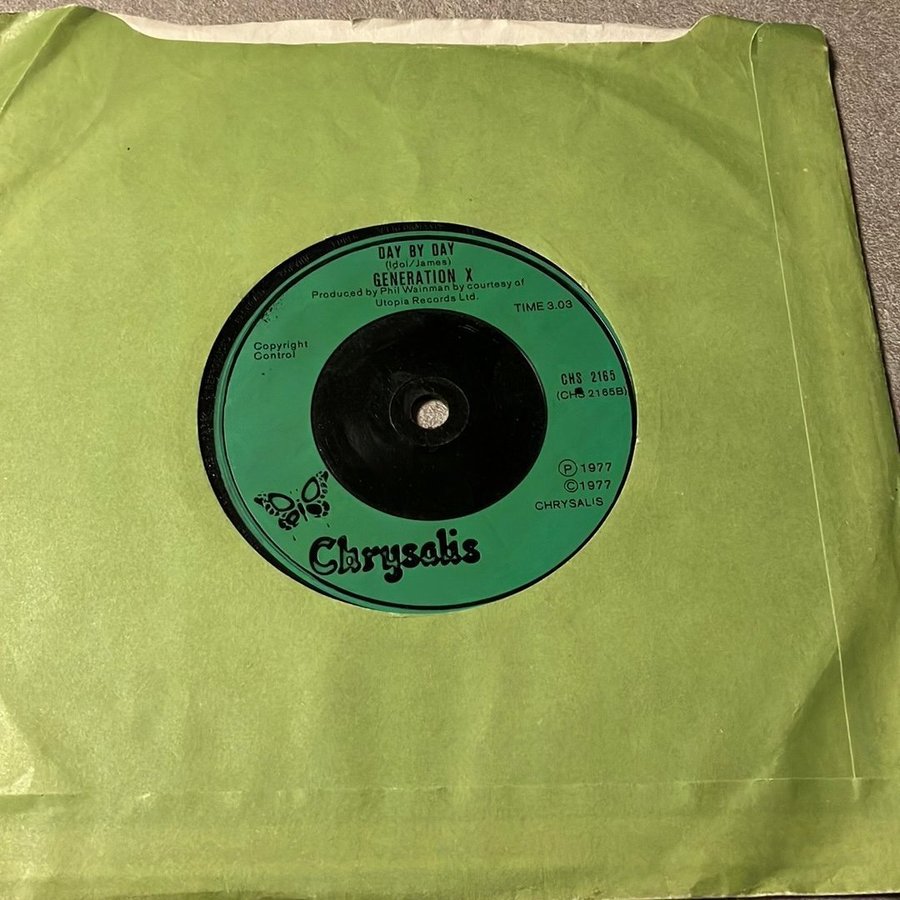 DAY BY DAY
(Idol/James)
GENERATION X
Produced by Phil Wainman by courtesy of
Utopia Records Ltd.
TIME 3.03
Copyright
Control
CHS 2165
(CHS 2165B)
Ⓟ 1977
© 1977
CHRYSALIS
Chrysalis